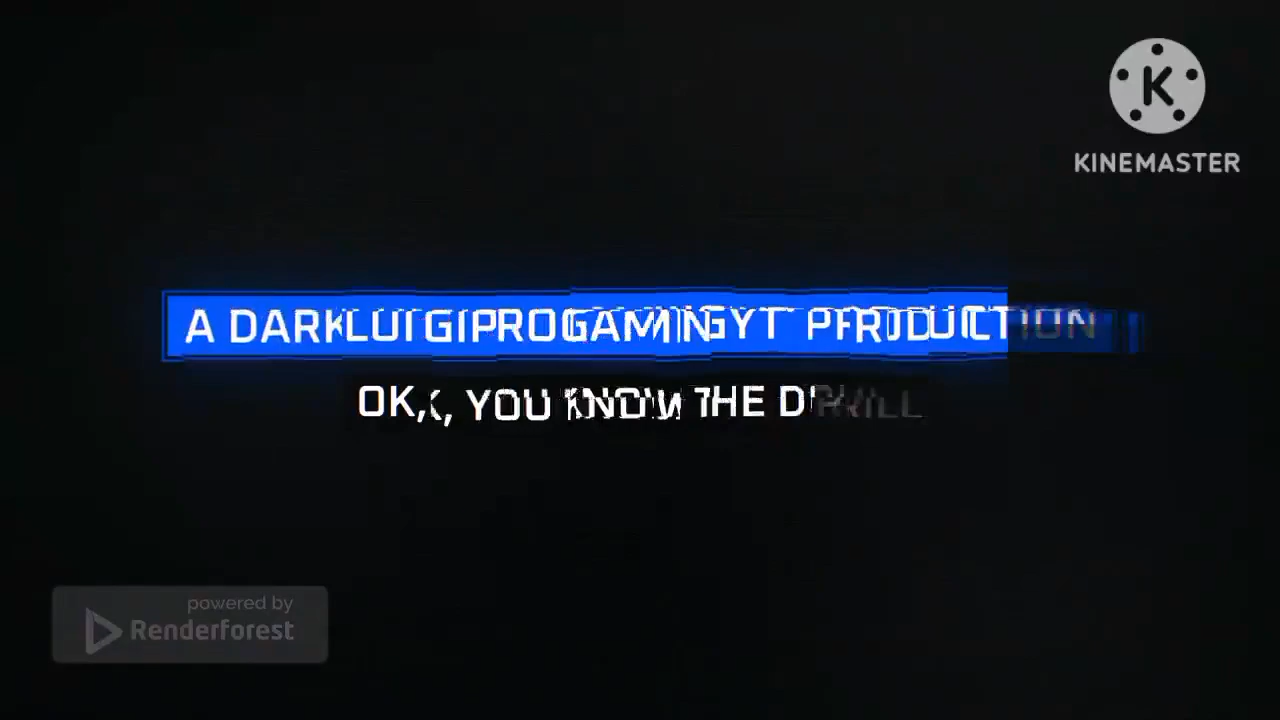 KINEMASTER
A DARKLUIGIPROGAMINGYT PRODUCTION
OK, YOU KNOW THE DRILL
powered by
Renderforest